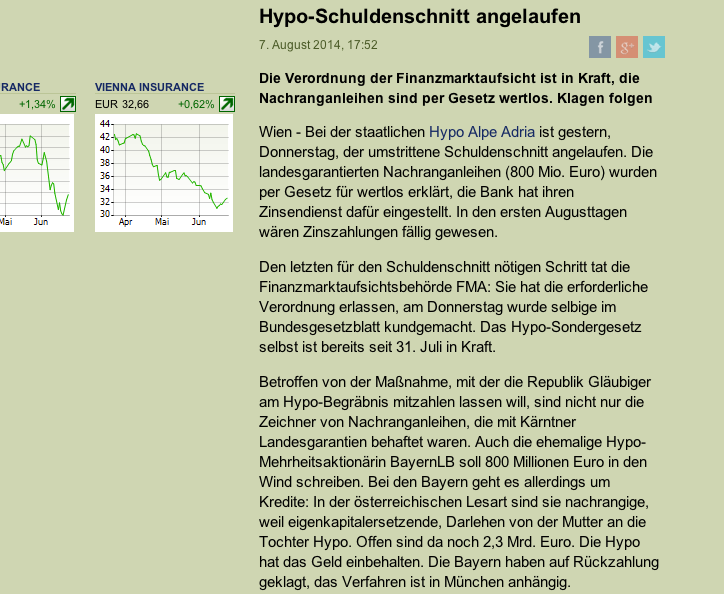 Hypo-Schuldenschnitt angelaufen
7. August 2014, 17:52
Die Verordnung der Finanzmarktaufsicht ist in Kraft, die
Nachranganleihen sind per Gesetz wertlos. Klagen folgen
Wien - Bei der staatlichen Hypo Alpe Adria ist gestern,
Donnerstag, der umstrittene Schuldenschnitt angelaufen. Die
landesgarantierten Nachranganleihen (800 Mio. Euro) wurden
per Gesetz für wertlos erklärt, die Bank hat ihren
Zinsendienst dafür eingestellt. In den ersten Augusttagen
wären Zinszahlungen fällig gewesen.
Den letzten für den Schuldenschnitt nötigen Schritt tat die
Finanzmarktaufsichtsbehörde FMA: Sie hat die erforderliche
Verordnung erlassen, am Donnerstag wurde selbige im
Bundesgesetzblatt kundgemacht. Das Hypo-Sondergesetz
selbst ist bereits seit 31. Juli in Kraft.
Betroffen von der Maßnahme, mit der die Republik Gläubiger
am Hypo-Begräbnis mitzahlen lassen will, sind nicht nur die
Zeichner von Nachranganleihen, die mit Kärntner
Landesgarantien behaftet waren. Auch die ehemalige Hypo-
Mehrheitsaktionärin BayernLB soll 800 Millionen Euro in den
Wind schreiben. Bei den Bayern geht es allerdings um
Kredite: In der österreichischen Lesart sind sie nachrangige,
weil eigenkapitalersetzende, Darlehen von der Mutter an die
Tochter Hypo. Offen sind da noch 2,3 Mrd. Euro. Die Hypo
hat das Geld einbehalten. Die Bayern haben auf Rückzahlung
geklagt, das Verfahren ist in München anhängig.
RANCE
+1,34%
Mai Jun
VIENNA INSURANCE
EUR 32,66 +0,62%
44
42
40
38
36
34
32
30
Apr Mai Jun